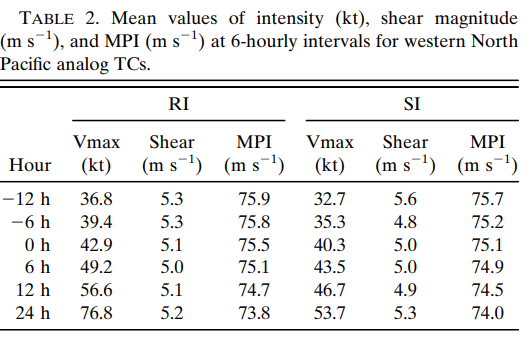 TABLE 2. Mean values of intensity (kt), shear magnitude
(m s⁻¹), and MPI (m s⁻¹) at 6-hourly intervals for western North
Pacific analog TCs.
RI SI
Vmax Shear MPI Vmax Shear MPI
Hour (kt) (m s⁻¹) (m s⁻¹) (kt) (m s⁻¹) (m s⁻¹)
−12 h 36.8 5.3 75.9 32.7 5.6 75.7
−6 h 39.4 5.3 75.8 35.3 4.8 75.2
0 h 42.9 5.1 75.5 40.3 5.0 75.1
6 h 49.2 5.0 75.1 43.5 5.0 74.9
12 h 56.6 5.1 74.7 46.7 4.9 74.5
24 h 76.8 5.2 73.8 53.7 5.3 74.0